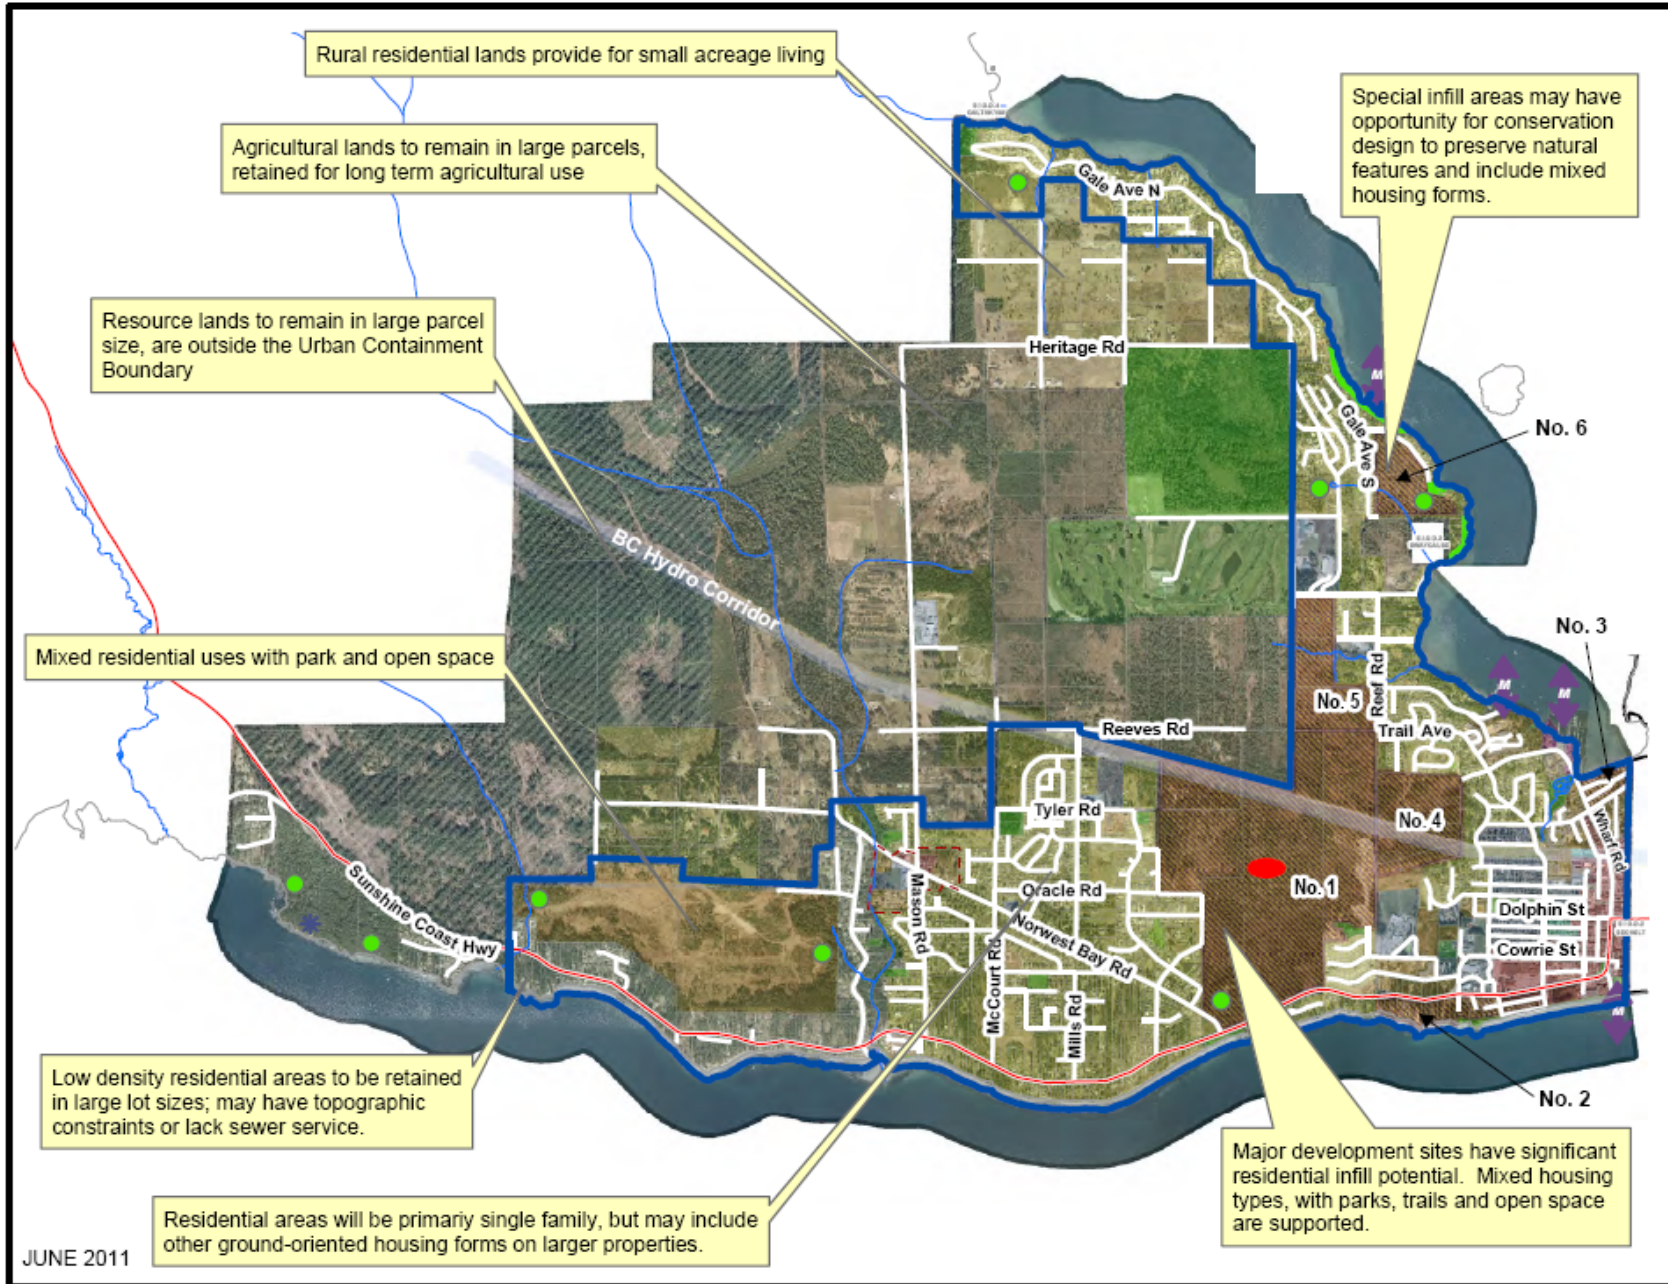 Rural residential lands provide for small acreage living
Agricultural lands to remain in large parcels,
retained for long term agricultural use
Special infill areas may have
opportunity for conservation
design to preserve natural
features and include mixed
housing forms.
Gale Ave N
Resource lands to remain in large parcel
size, are outside the Urban Containment
Boundary
Heritage Rd
M
Gale Ave S
No. 6
BC Hydro Corridor
No. 3
Mixed residential uses with park and open space
M
M
No. 5
Reef Rd
Trail Ave
Reeves Rd
Tyler Rd
No. 4
Wharf Rd
Sunshine Coast Hwy
Mason Rd
Oracle Rd
No. 1
Dolphin St
Norwest Bay Rd
Cowrie St
McCourt Rd
Mills Rd
M
No. 2
Low density residential areas to be retained
in large lot sizes; may have topographic
constraints or lack sewer service.
Major development sites have significant
residential infill potential. Mixed housing
types, with parks, trails and open space
are supported.
Residential areas will be primariy single family, but may include
other ground-oriented housing forms on larger properties.
JUNE 2011